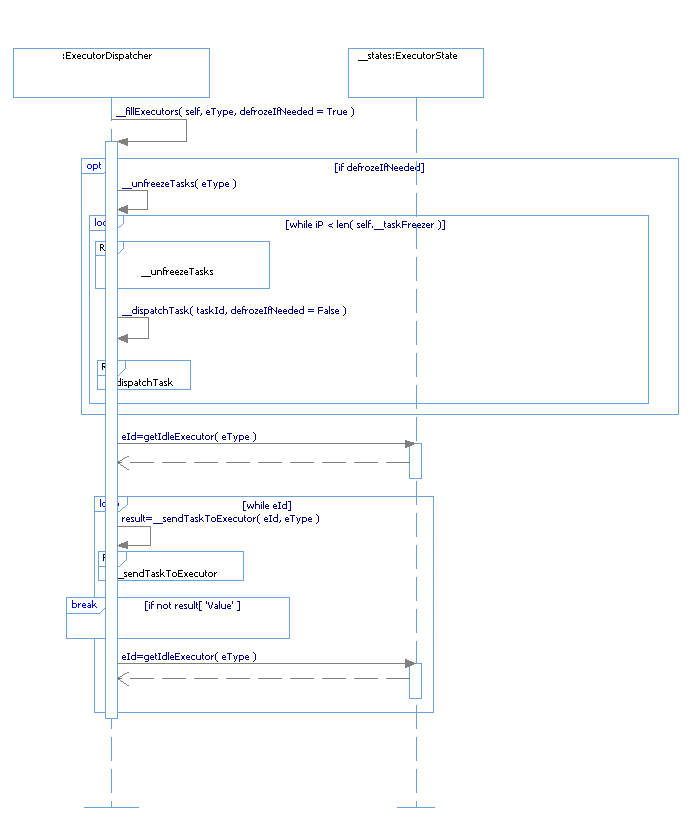 :ExecutorDispatcher
__states:ExecutorState
__fillExecutors( self, eType, defrozeIfNeeded = True )
opt
[if defrozeIfNeeded]
__unfreezeTasks( eType )
[while iP < len( self.__taskFreezer )]
__unfreezeTasks
__dispatchTask( taskId, defrozeIfNeeded = False )
dispatchTask
eId=getIdleExecutor( eType )
[while eId]
result=__sendTaskToExecutor( eId, eType )
_sendTaskToExecutor
break
[if not result[ 'Value' ]
eId=getIdleExecutor( eType )